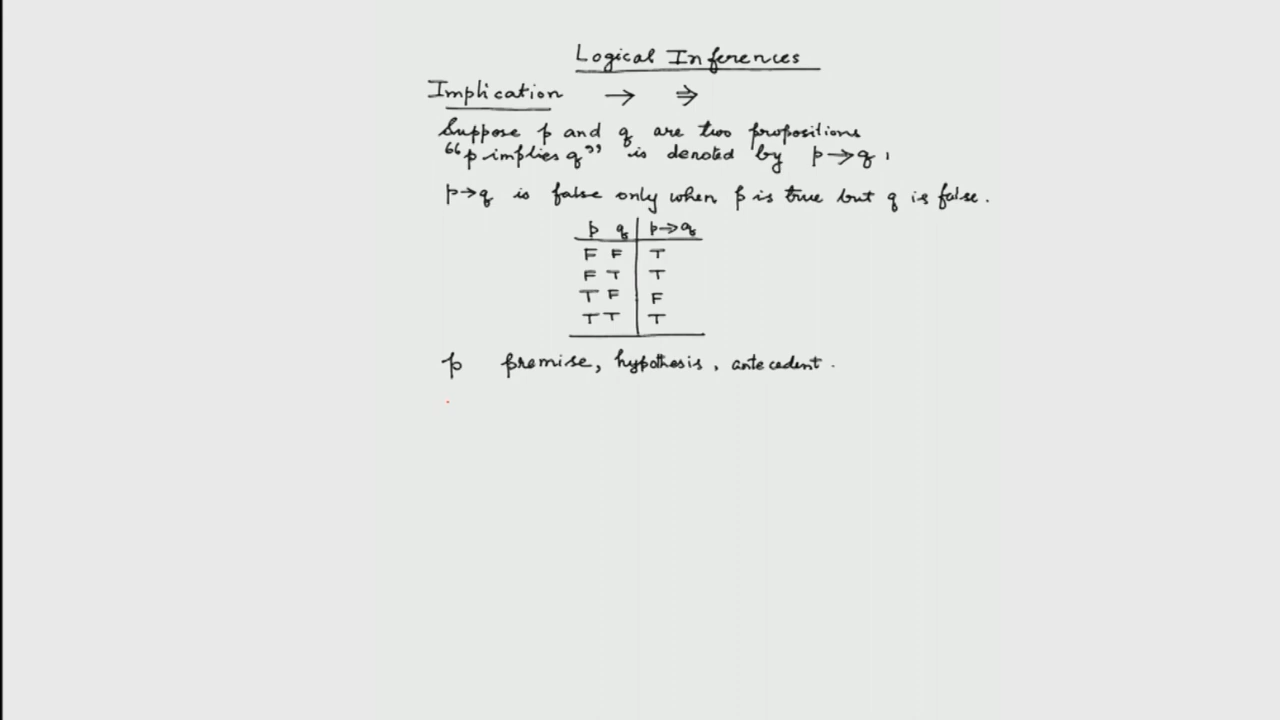 Logical Inferences
Implication → ⇒
Suppose p and q are two propositions
“p implies q” is denoted by p→q,
p→q is false only when p is true but q is false.
p q p→q
F F T
F T T
T F F
T T T
p premise, hypothesis, antecedent.